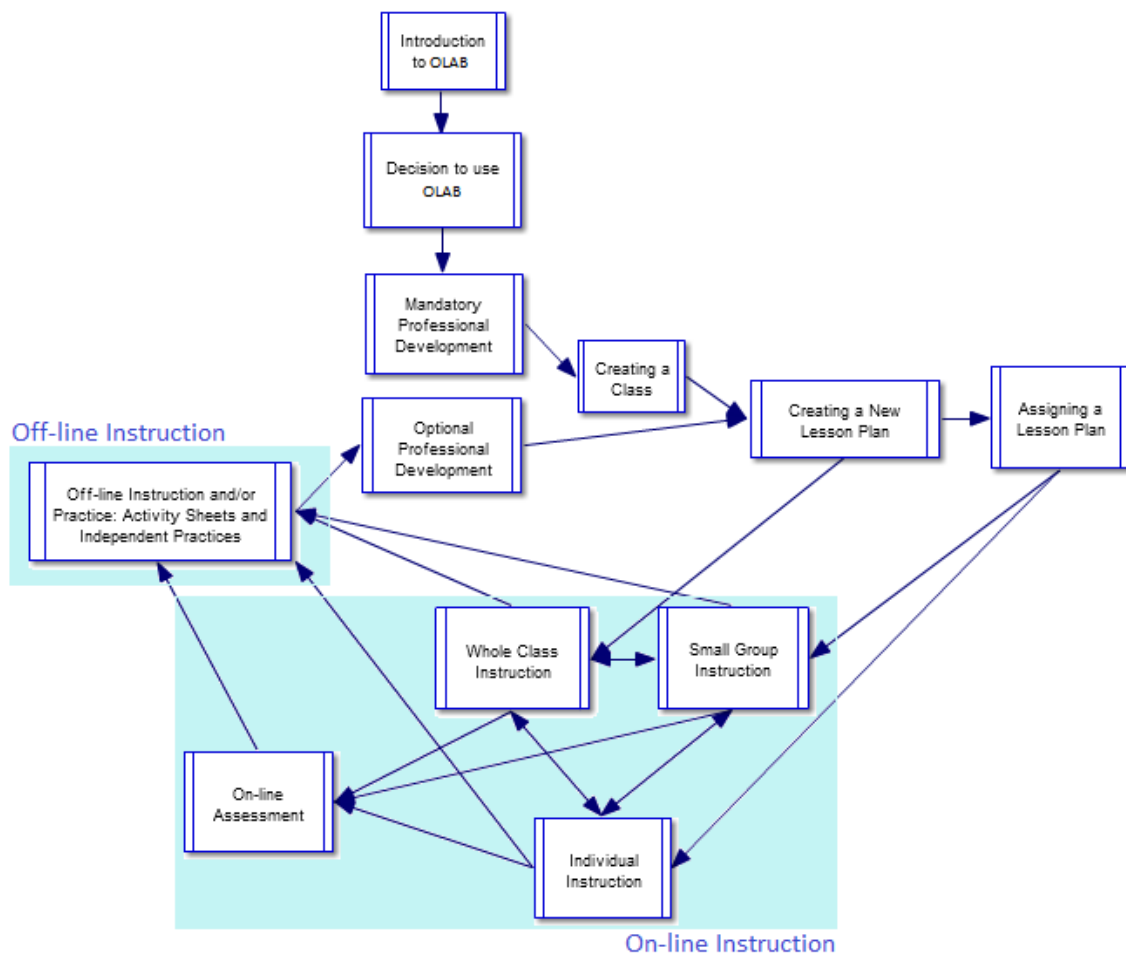 Introduction
to OLAB
Decision to use
OLAB
Mandatory
Professional
Development
Creating a
Class
Creating a New
Lesson Plan
Assigning a
Lesson Plan
Optional
Professional
Development
Off-line Instruction
Off-line Instruction and/or
Practice: Activity Sheets and
Independent Practices
Whole Class
Instruction
Small Group
Instruction
On-line
Assessment
Individual
Instruction
On-line Instruction